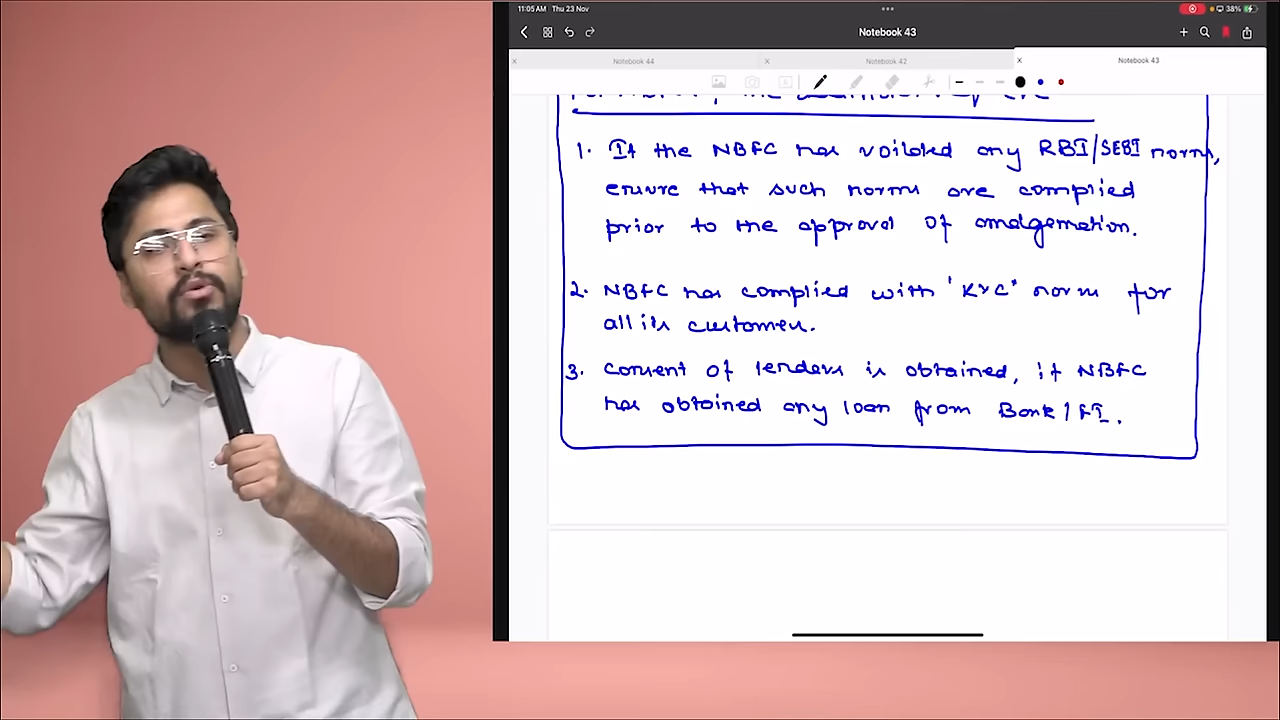 11:05 AM Thu 23 Nov
38%
Notebook 43
Notebook 44
Notebook 42
Notebook 43
1. If the NBFC has voilated any RBI/SEBI norms,
ensure that such norms are complied
prior to the approval of amalgemation.
2. NBFC has complied with 'KYC' norms for
all its customers.
3. Consent of lenders is obtained, if NBFC
has obtained any loan from Bank/FI.